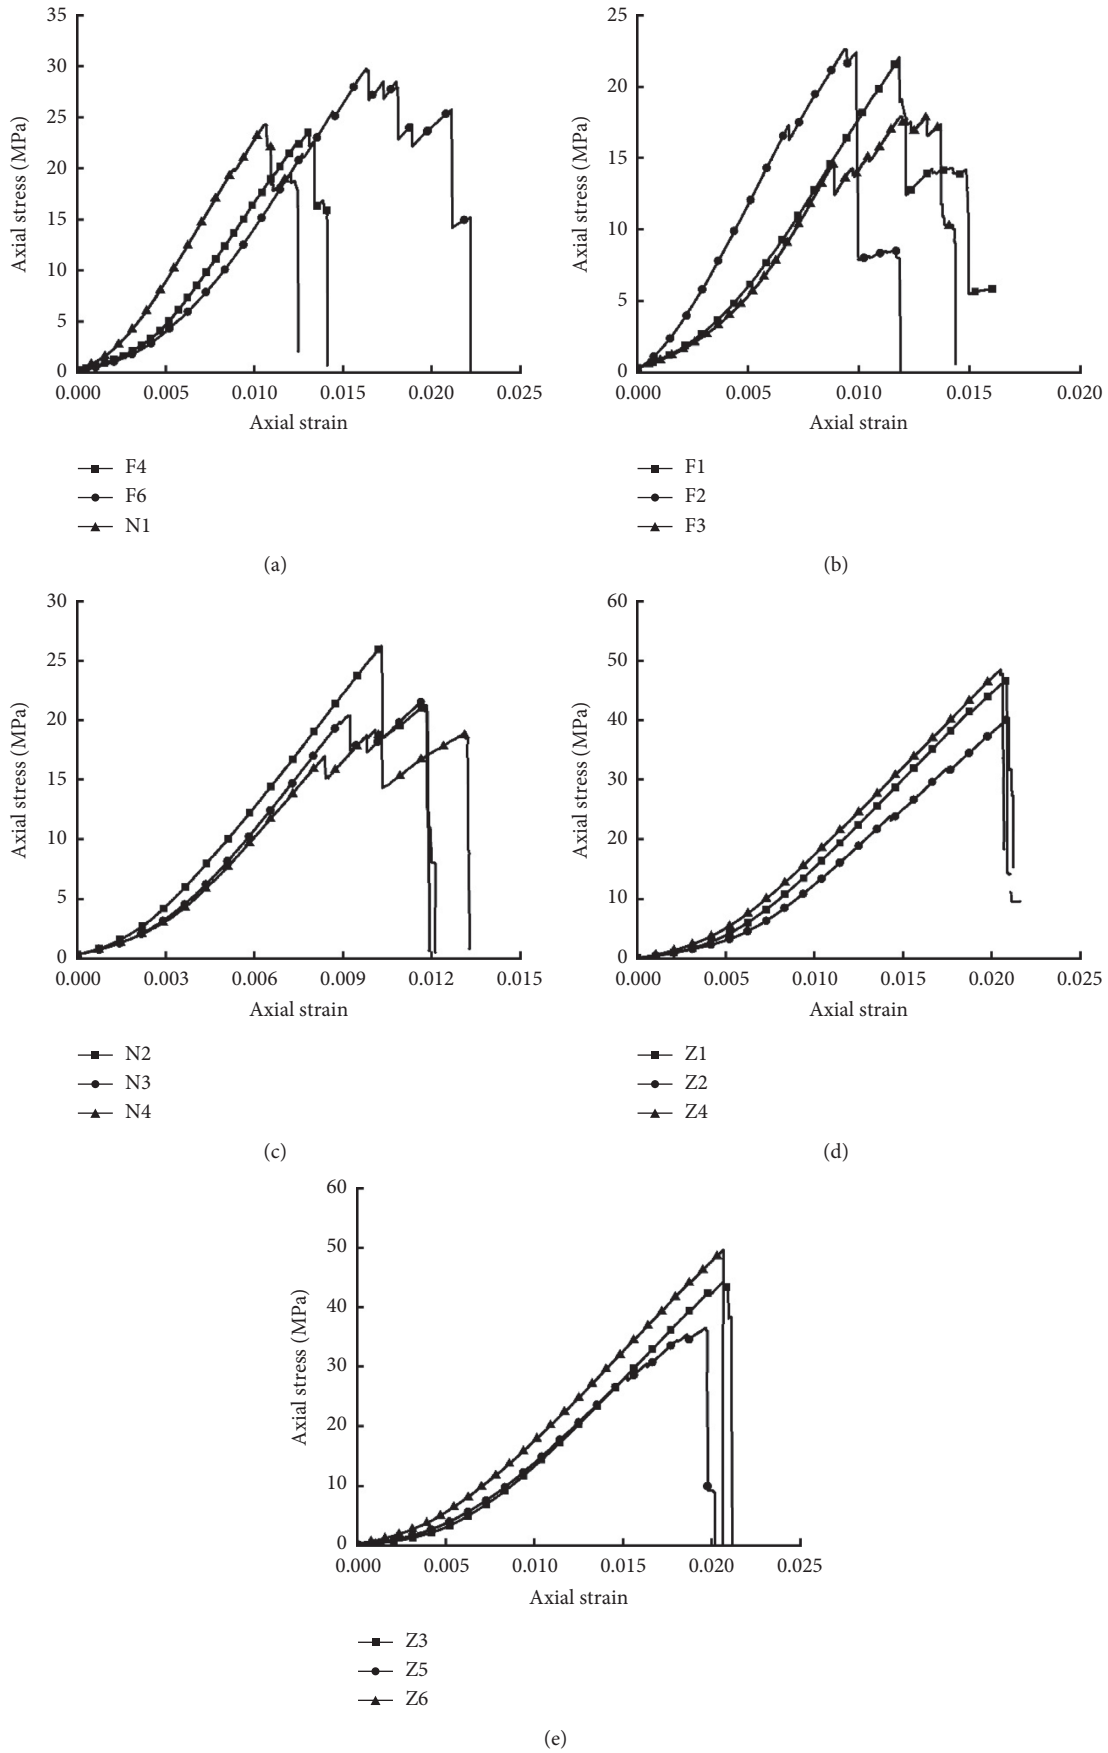 35
30
25
20
15
10
5
0
Axial stress (MPa)
0.000 0.005 0.010 0.015 0.020 0.025
Axial strain
F4
F6
N1
(a)
25
20
15
10
5
0
Axial stress (MPa)
0.000 0.005 0.010 0.015 0.020
Axial strain
F1
F2
F3
(b)
30
25
20
15
10
5
0
Axial stress (MPa)
0.000 0.003 0.006 0.009 0.012 0.015
Axial strain
N2
N3
N4
(c)
60
50
40
30
20
10
0
Axial stress (MPa)
0.000 0.005 0.010 0.015 0.020 0.025
Axial strain
Z1
Z2
Z4
(d)
60
50
40
30
20
10
0
Axial stress (MPa)
0.000 0.005 0.010 0.015 0.020 0.025
Axial strain
Z3
Z5
Z6
(e)